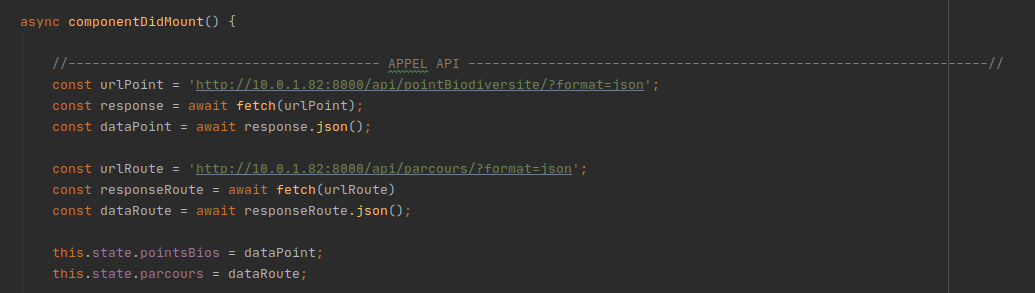 async componentDidMount() {
//--------------------------------------- APPEL API -----------------------------------------------------------------//
const urlPoint = 'http://10.0.1.82:8000/api/pointBiodiversite/?format=json';
const response = await fetch(urlPoint);
const dataPoint = await response.json();
const urlRoute = 'http://10.0.1.82:8000/api/parcours/?format=json';
const responseRoute = await fetch(urlRoute)
const dataRoute = await responseRoute.json();
this.state.pointsBios = dataPoint;
this.state.parcours = dataRoute;